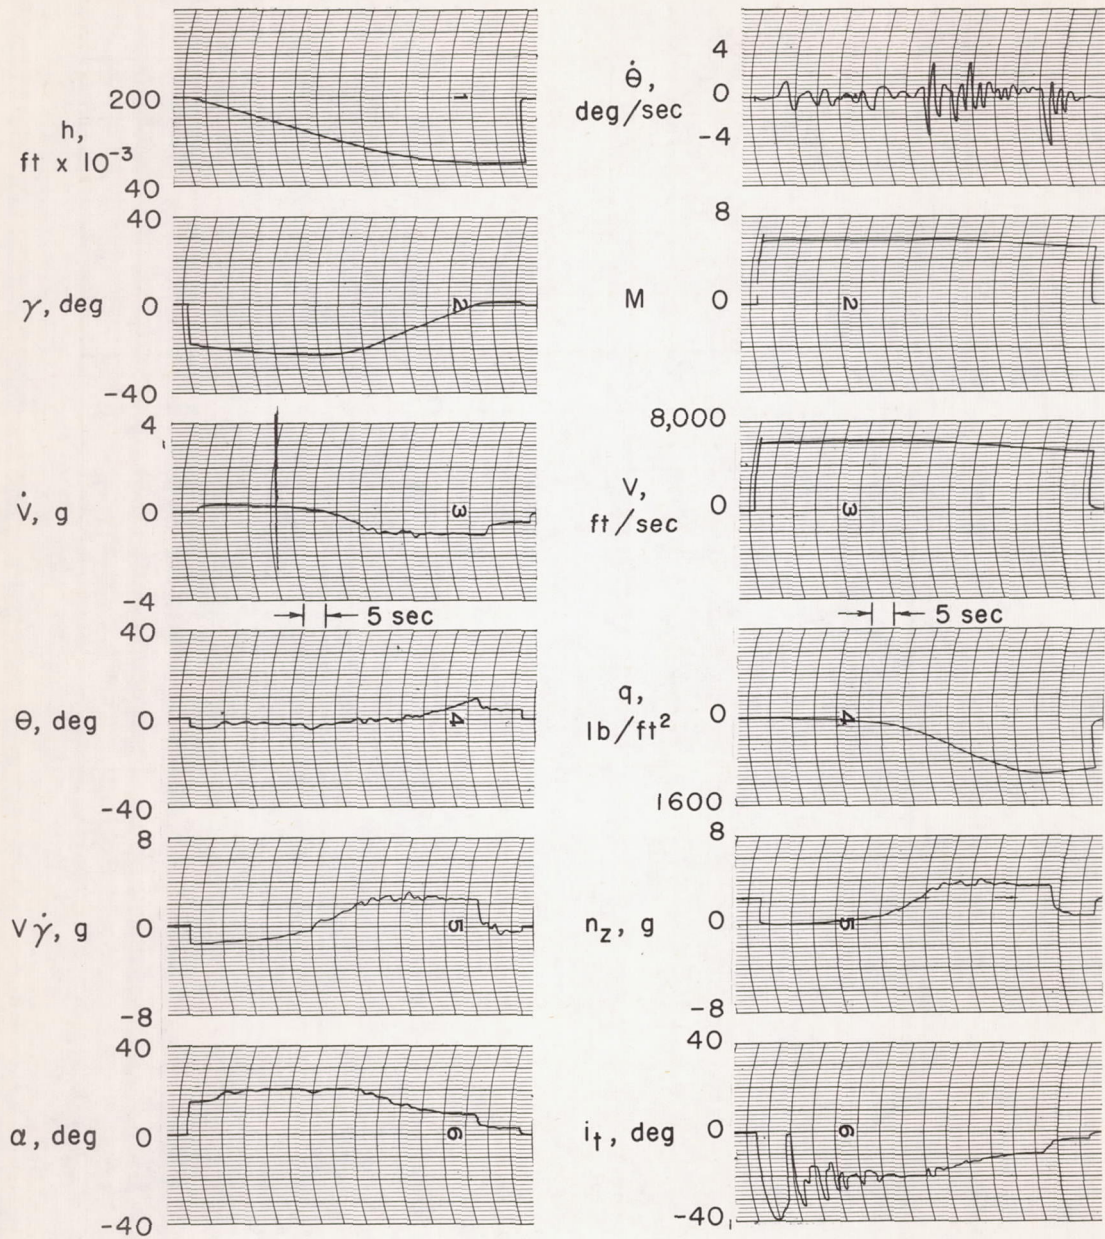 200
h,
ft x 10⁻³
40
1
40
γ, deg
0
2
-40
4
V̇, g
0
3
-4
5 sec
40
θ, deg
0
4
-40
8
Vγ̇, g
0
5
-8
40
α, deg
0
6
-40
4
θ̇,
deg/sec
0
-4
8
M
0
2
8,000
V,
ft/sec
0
3
5 sec
q,
lb/ft²
0
4
1600
8
n_z, g
0
5
-8
40
i_t, deg
0
6
-40